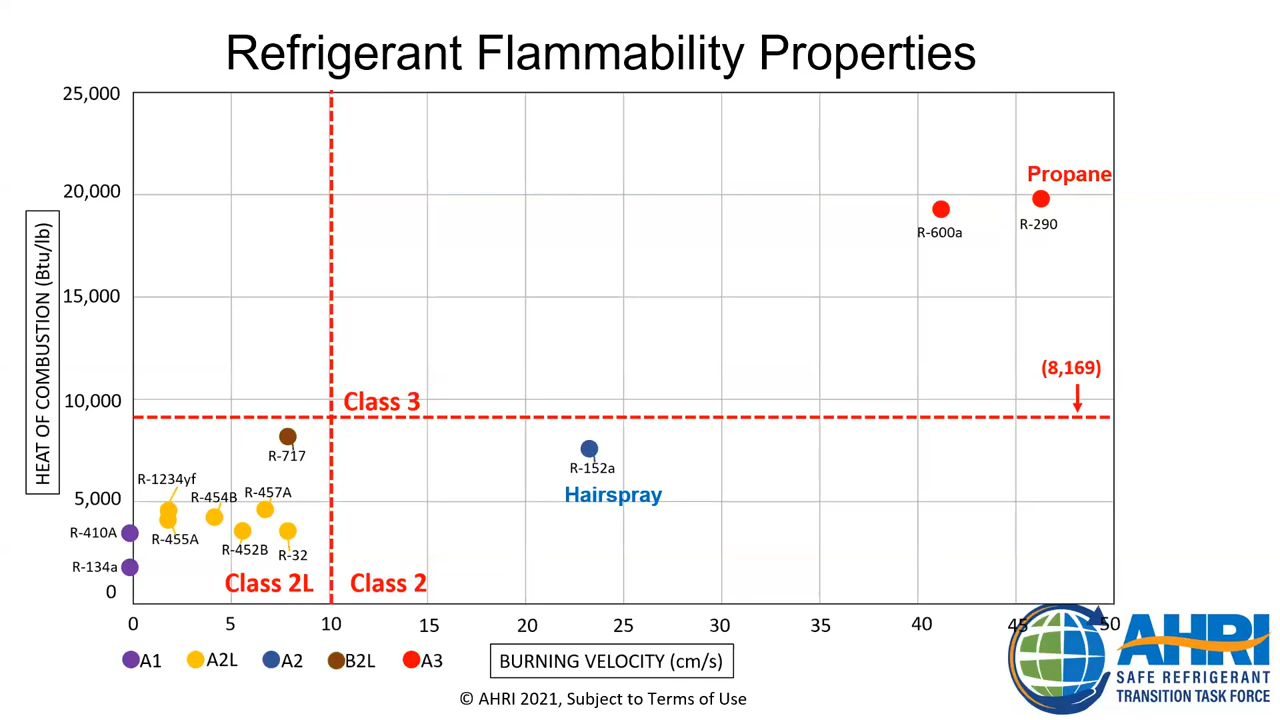 Refrigerant Flammability Properties
25,000
20,000
15,000
10,000
5,000
0
HEAT OF COMBUSTION (Btu/lb)
Propane
R-600a
R-290
(8,169)
Class 3
R-717
R-152a
Hairspray
R-1234yf
R-454B
R-457A
R-410A
R-455A
R-452B
R-32
R-134a
Class 2L
Class 2
0 5 10 15 20 25 30 35 40 45 50
A1 A2L A2 B2L A3
BURNING VELOCITY (cm/s)
© AHRI 2021, Subject to Terms of Use
AHRI
SAFE REFRIGERANT
TRANSITION TASK FORCE